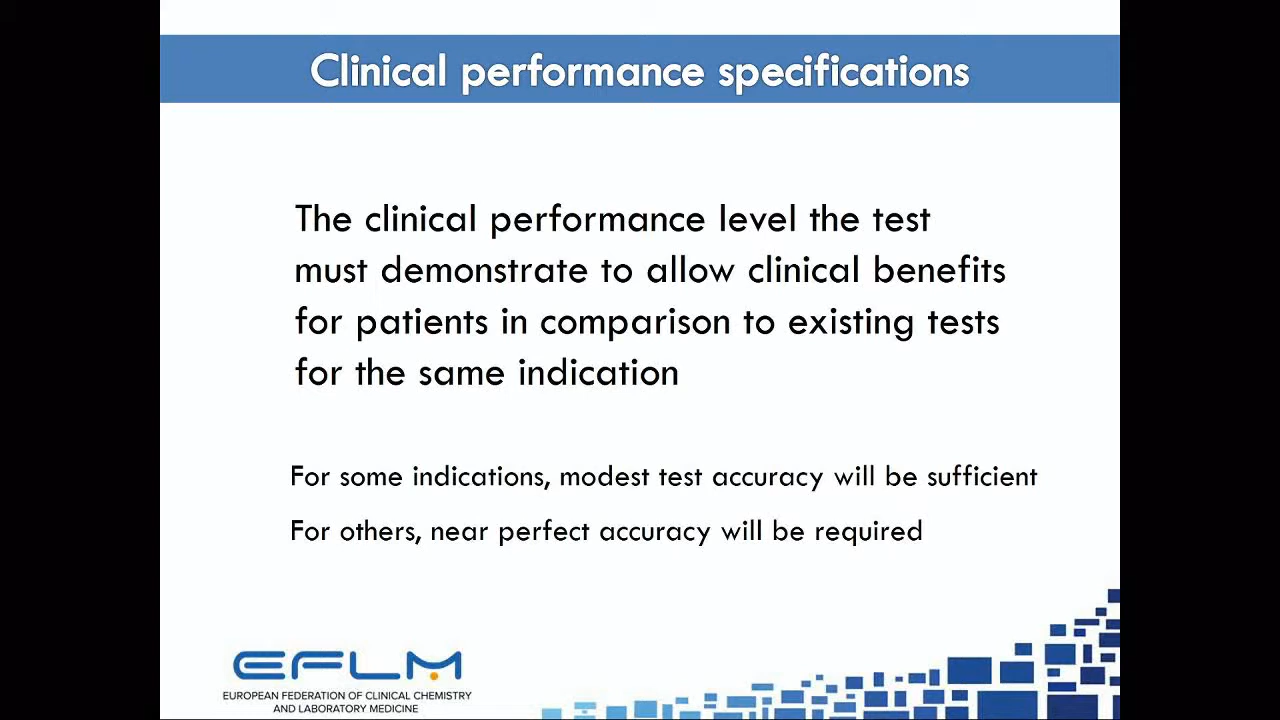 Clinical performance specifications
The clinical performance level the test
must demonstrate to allow clinical benefits
for patients in comparison to existing tests
for the same indication
For some indications, modest test accuracy will be sufficient
For others, near perfect accuracy will be required
EFLM
EUROPEAN FEDERATION OF CLINICAL CHEMISTRY
AND LABORATORY MEDICINE